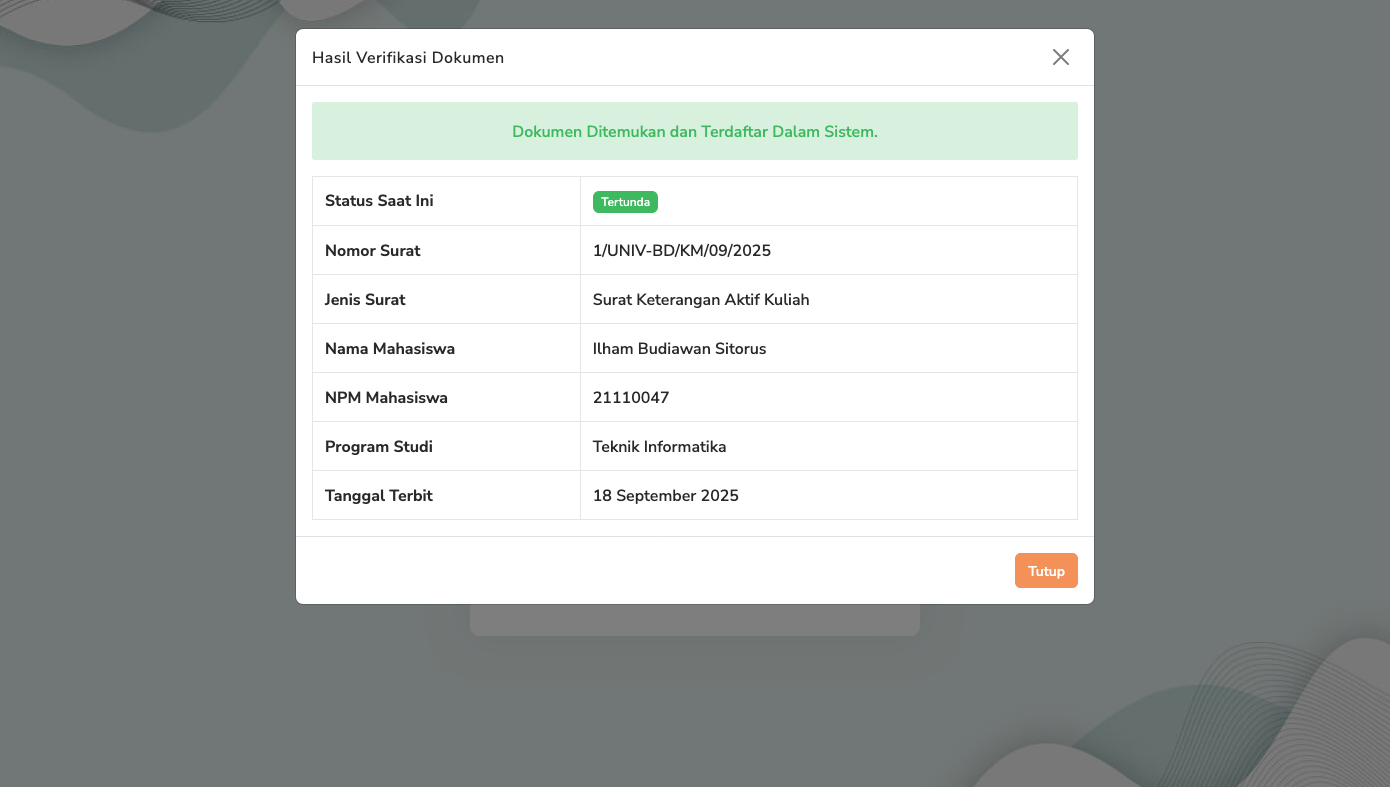 Hasil Verifikasi Dokumen
Dokumen Ditemukan dan Terdaftar Dalam Sistem.
Status Saat Ini Tertunda
Nomor Surat 1/UNIV-BD/KM/09/2025
Jenis Surat Surat Keterangan Aktif Kuliah
Nama Mahasiswa Ilham Budiawan Sitorus
NPM Mahasiswa 21110047
Program Studi Teknik Informatika
Tanggal Terbit 18 September 2025
Tutup